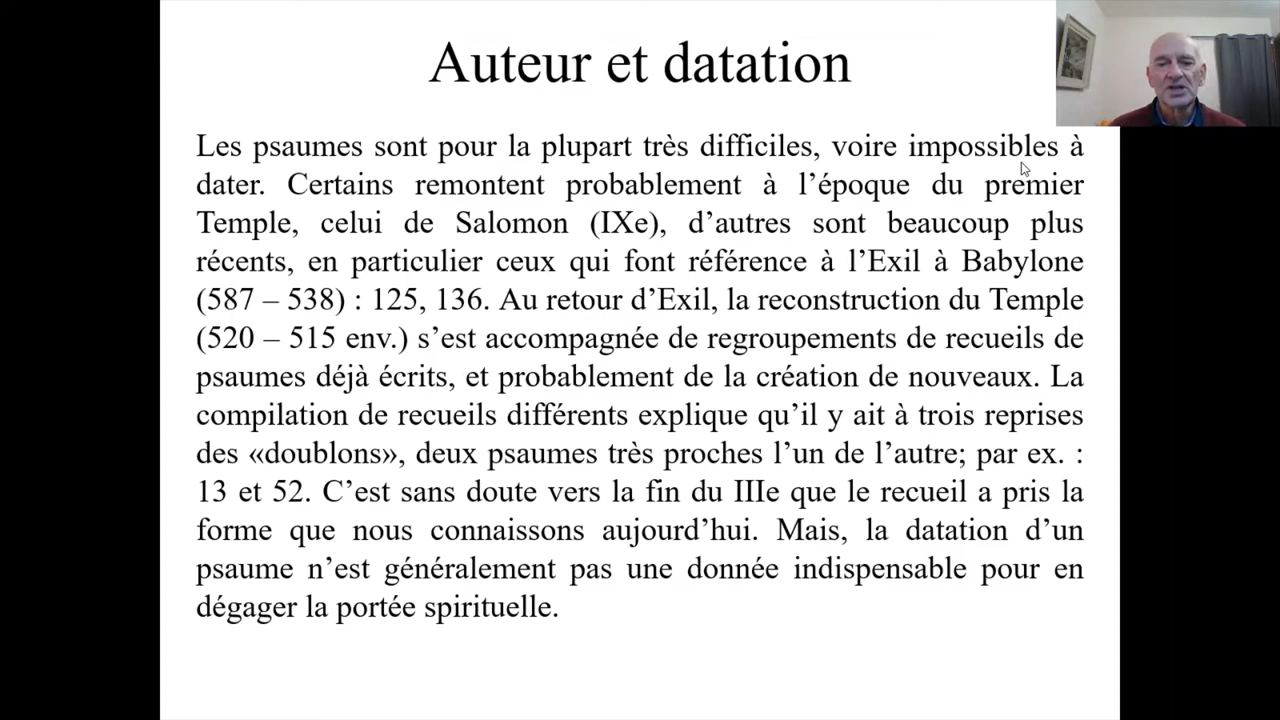 Auteur et datation
Les psaumes sont pour la plupart très difficiles, voire impossibles à
dater. Certains remontent probablement à l’époque du premier
Temple, celui de Salomon (IXe), d’autres sont beaucoup plus
récents, en particulier ceux qui font référence à l’Exil à Babylone
(587 – 538) : 125, 136. Au retour d’Exil, la reconstruction du Temple
(520 – 515 env.) s’est accompagnée de regroupements de recueils de
psaumes déjà écrits, et probablement de la création de nouveaux. La
compilation de recueils différents explique qu’il y ait à trois reprises
des «doublons», deux psaumes très proches l’un de l’autre; par ex. :
13 et 52. C’est sans doute vers la fin du IIIe que le recueil a pris la
forme que nous connaissons aujourd’hui. Mais, la datation d’un
psaume n’est généralement pas une donnée indispensable pour en
dégager la portée spirituelle.